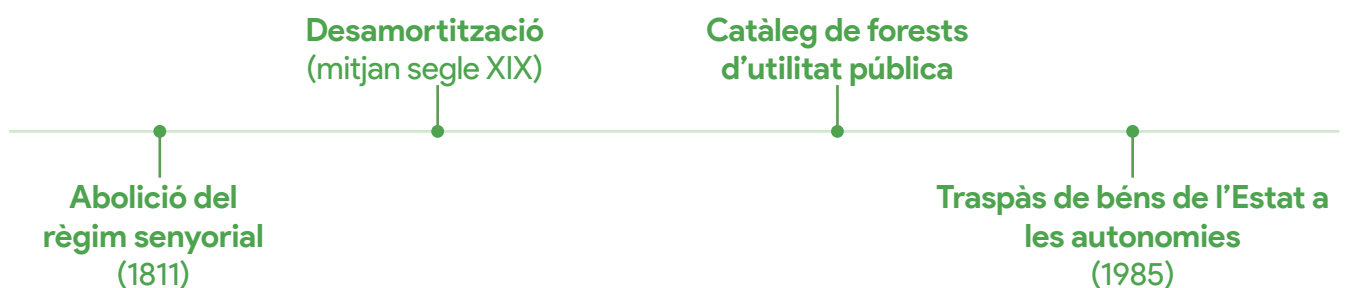 Desamortització
(mitjan segle XIX)
Catàleg de forests
d’utilitat pública
Abolició del
règim senyorial
(1811)
Traspàs de béns de l’Estat a
les autonomies
(1985)